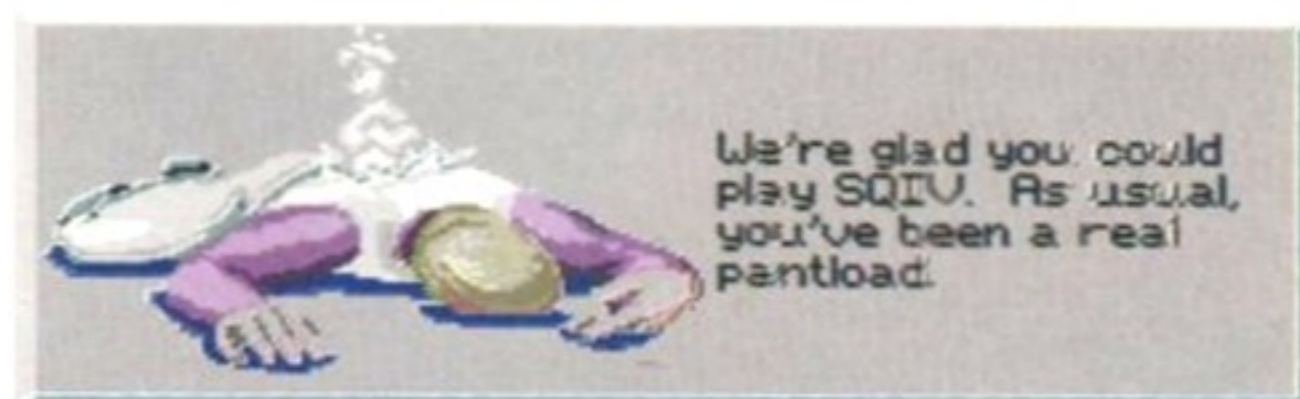 We're glad you could
play SQIV.  As usual,
you've been a real
pantload.